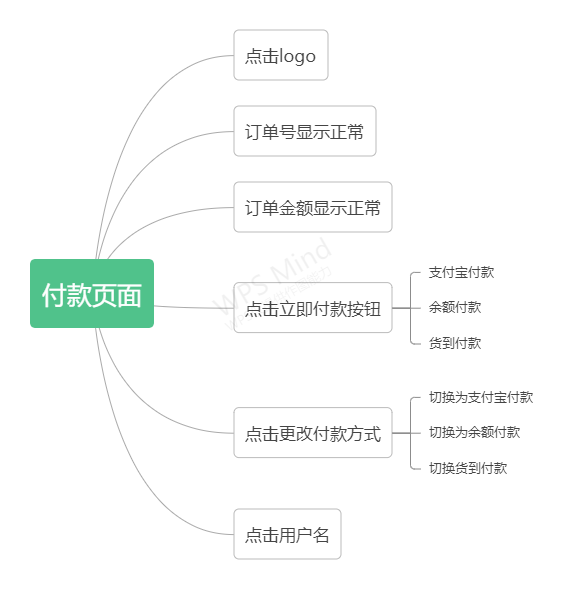 点击logo
订单号显示正常
订单金额显示正常
付款页面
点击立即付款按钮
支付宝付款
余额付款
货到付款
点击更改付款方式
切换为支付宝付款
切换为余额付款
切换货到付款
点击用户名
WPS Mind